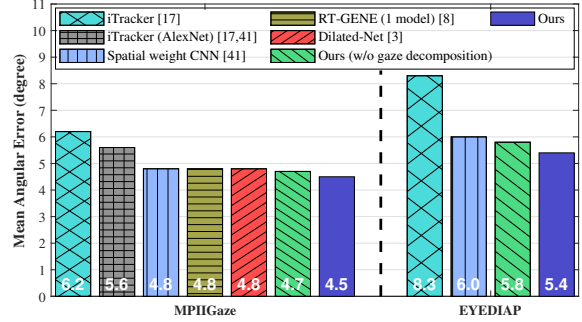 iTracker [17]
iTracker (AlexNet) [17,41]
Spatial weight CNN [41]
RT-GENE (1 model) [8]
Dilated-Net [3]
Ours (w/o gaze decomposition)
Ours
Mean Angular Error (degree)
11
10
9
8
7
6
5
4
3
2
1
0
6.2 5.6 4.8 4.8 4.8 4.7 4.5 8.3 6.0 5.8 5.4
MPIIGaze EYEDIAP